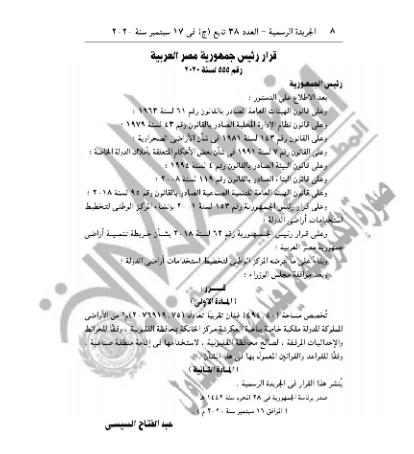 ٨ الجريدة الرسمية – العدد ٣٨ تابع (ج) فى ١٧ سبتمبر سنة ٢٠٢٠
قرار رئيس جمهورية مصر العربية
رقم ٥٥٥ لسنة ٢٠٢٠
رئيس الجمهورية
بعد الاطلاع على الدستور ؛
وعلى قانون الهيئات العامة الصادر بالقانون رقم ٦١ لسنة ١٩٦٣ ؛
وعلى قانون نظام الإدارة المحلية الصادر بالقانون رقم ٤٣ لسنة ١٩٧٩ ؛
وعلى القانون رقم ١٤٣ لسنة ١٩٨١ فى شأن الأراضى الصحراوية ؛
وعلى القانون رقم ٧ لسنة ١٩٩١ فى شأن بعض الأحكام المتعلقة بأملاك الدولة الخاصة ؛
وعلى قانون البيئة الصادر بالقانون رقم ٤ لسنة ١٩٩٤ ؛
وعلى قانون البناء الصادر بالقانون رقم ١١٩ لسنة ٢٠٠٨ ؛
وعلى قانون الهيئة العامة للتنمية الصناعية الصادر بالقانون رقم ٩٥ لسنة ٢٠١٨ ؛
وعلى قرار رئيس الجمهورية رقم ١٥٣ لسنة ٢٠٠١ بإنشاء المركز الوطنى لتخطيط
استخدامات أراضى الدولة ؛
وعلى قرار رئيس الجمهورية رقم ٦٢ لسنة ٢٠١٨ بشأن خريطة تنمية أراضى
جمهورية مصر العربية ؛
وبناءً على ما عرضه المركز الوطنى لتخطيط استخدامات أراضى الدولة ؛
وبعد موافقة مجلس الوزراء ؛
قـــرر
(المادة الأولى)
تُخصص مساحة (٤٩٤,٤٠) فدان تقريبًا تعادل (٢٠٧٦٩١٩,٧٥)م٢ من الأراضى
المملوكة للدولة ملكية خاصة بناحية العكرشة مركز الخانكة بمحافظة القليوبية ، وفقًا للخرائط
والإحداثيات المرفقة ، لصالح محافظة القليوبية ، لاستخدامها فى إقامة منطقة صناعية ،
وفقًا للقواعد والقوانين المعمول بها فى هذا الشأن .
(المادة الثانية)
يُنشر هذا القرار فى الجريدة الرسمية .
صدر برئاسة الجمهورية فى ٢٨ المحرم سنة ١٤٤٢ هـ
( الموافق ١٦ سبتمبر سنة ٢٠٢٠ م ) .
عبد الفتاح السيسى